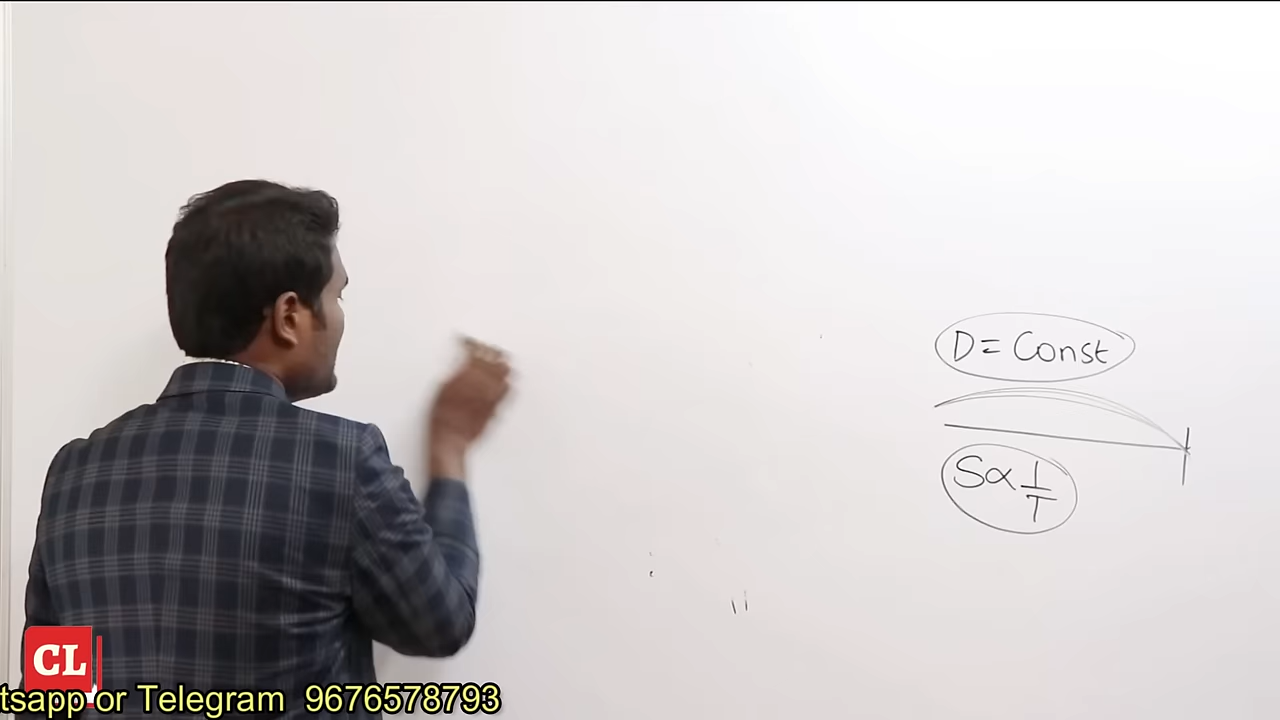 D = Const
S ∝ 1/T
CL
tsapp or Telegram 9676578793